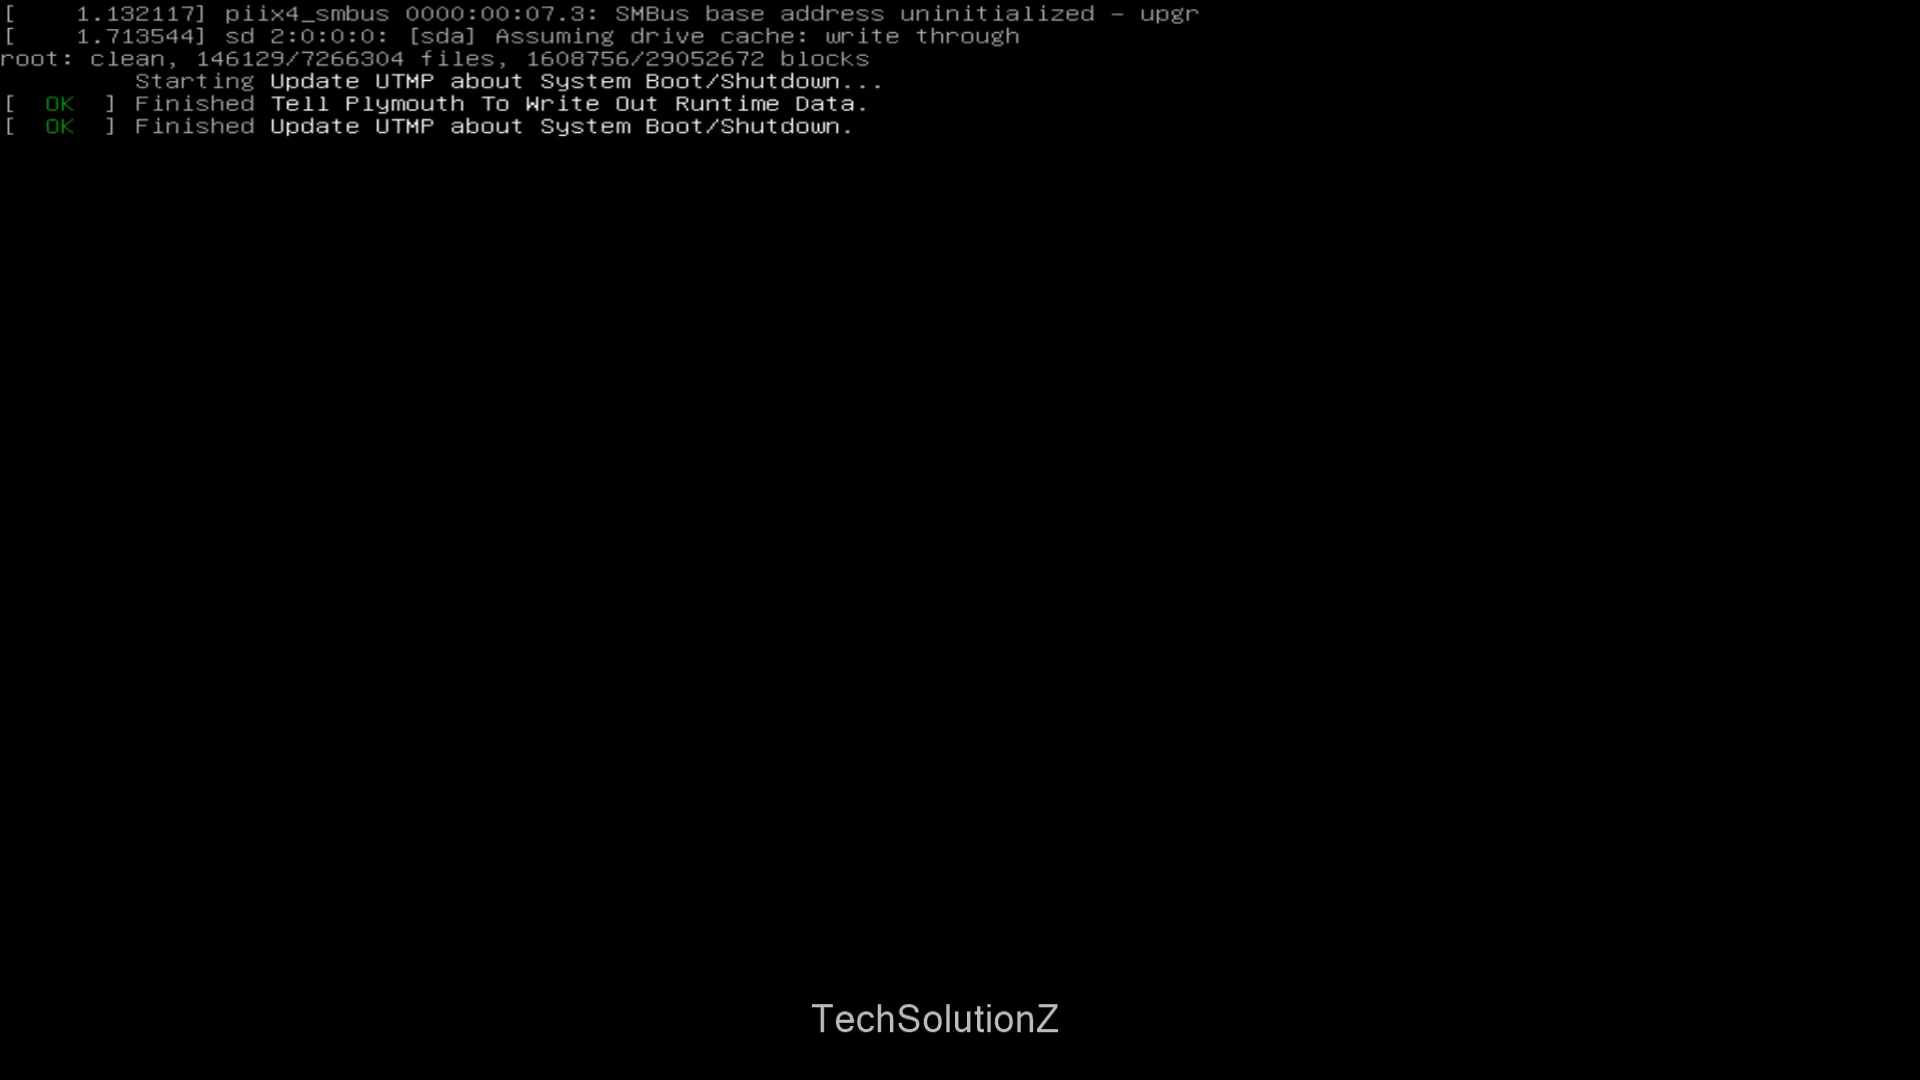 [    1.132117] piix4_smbus 0000:00:07.3: SMBus base address uninitialized - upgr
[    1.713544] sd 2:0:0:0: [sda] Assuming drive cache: write through
root: clean, 146129/7266304 files, 1608756/29052672 blocks
         Starting Update UTMP about System Boot/Shutdown...
[  OK  ] Finished Tell Plymouth To Write Out Runtime Data.
[  OK  ] Finished Update UTMP about System Boot/Shutdown.
TechSolutionZ